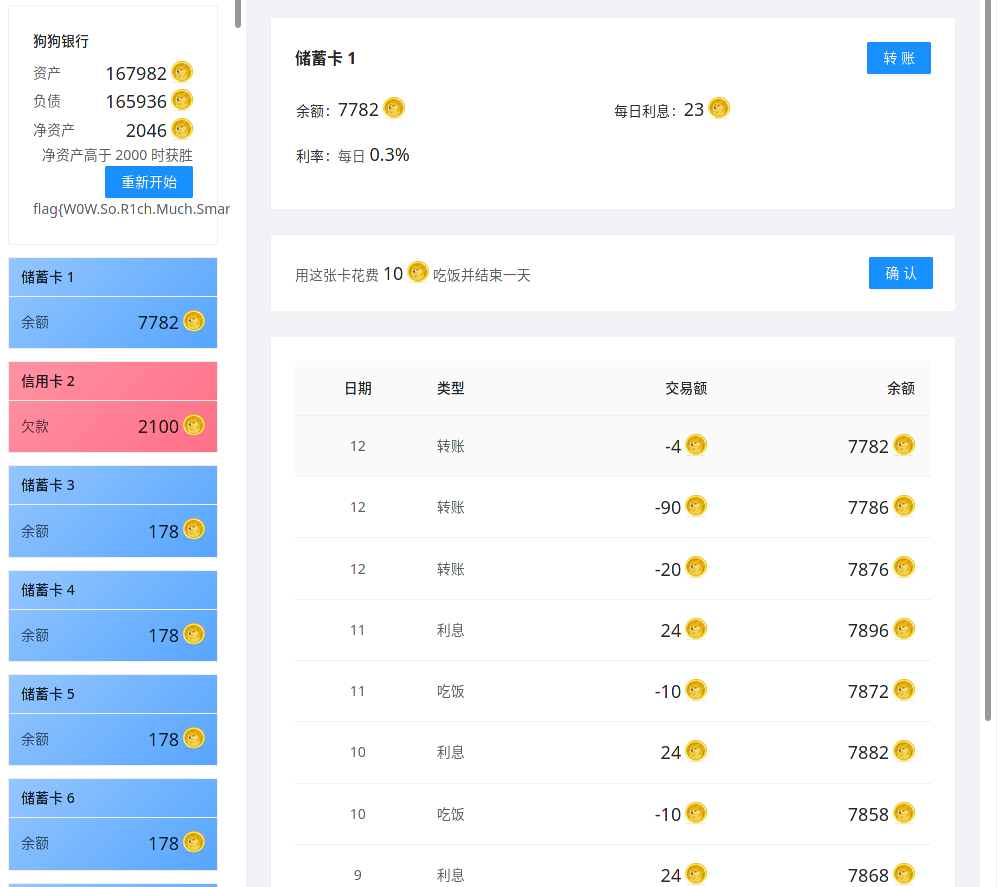 狗狗银行
资产 167982
负债 165936
净资产 2046
净资产高于 2000 时获胜
重新开始
flag{W0W.So.R1ch.Much.Smar
储蓄卡 1
余额 7782
信用卡 2
欠款 2100
储蓄卡 3
余额 178
储蓄卡 4
余额 178
储蓄卡 5
余额 178
储蓄卡 6
余额 178
储蓄卡 1
转 账
余额： 7782 每日利息： 23
利率： 每日 0.3%
用这张卡花费 10 吃饭并结束一天
确 认
日期 类型 交易额 余额
12 转账 -4 7782
12 转账 -90 7786
12 转账 -20 7876
11 利息 24 7896
11 吃饭 -10 7872
10 利息 24 7882
10 吃饭 -10 7858
9 利息 24 7868